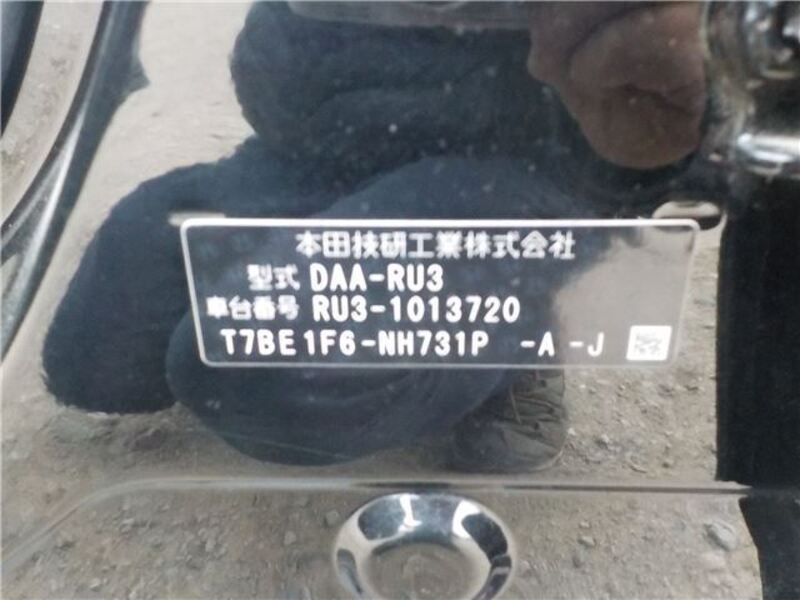 本田技研工業株式会社
型式 DAA-RU3
車台番号 RU3-1013720
T7BE1F6-NH731P -A -J